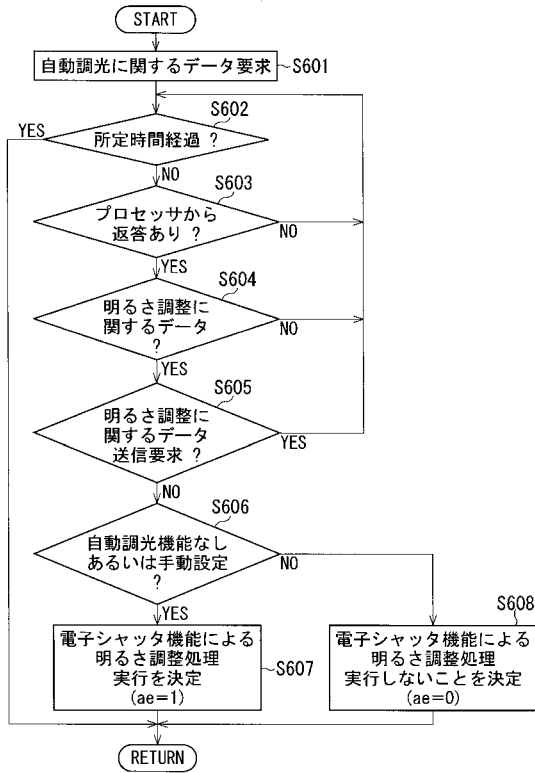 START
自動調光に関するデータ要求
S601
S602
所定時間経過 ?
YES
NO
S603
プロセッサから
返答あり ?
NO
YES
S604
明るさ調整に
関するデータ
?
NO
YES
S605
明るさ調整に
関するデータ
送信要求 ?
YES
NO
S606
自動調光機能なし
あるいは手動設定
?
NO
YES
電子シャッタ機能による
明るさ調整処理
実行を決定
(ae=1)
S607
S608
電子シャッタ機能による
明るさ調整処理
実行しないことを決定
(ae=0)
RETURN